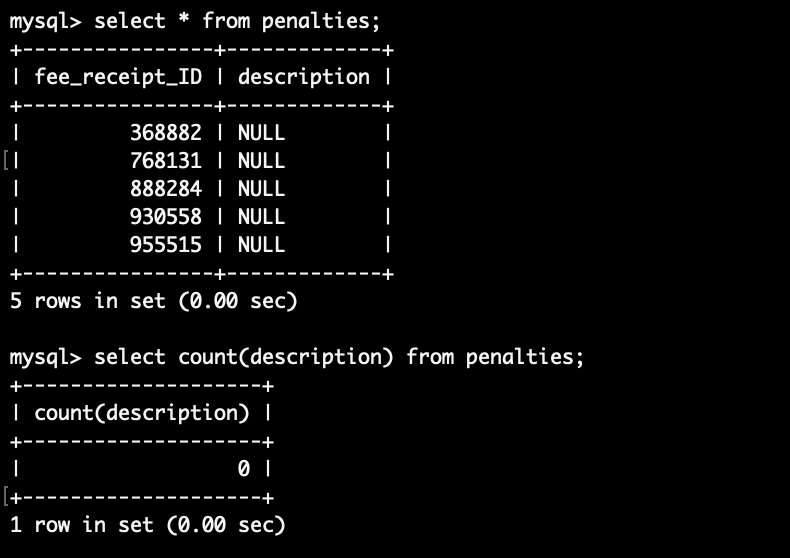 mysql> select * from penalties;
+----------------+-------------+
| fee_receipt_ID | description |
+----------------+-------------+
|         368882 | NULL        |
[|         768131 | NULL        |
|         888284 | NULL        |
|         930558 | NULL        |
|         955515 | NULL        |
+----------------+-------------+
5 rows in set (0.00 sec)
mysql> select count(description) from penalties;
+--------------------+
| count(description) |
+--------------------+
|                  0 |
[+--------------------+
1 row in set (0.00 sec)